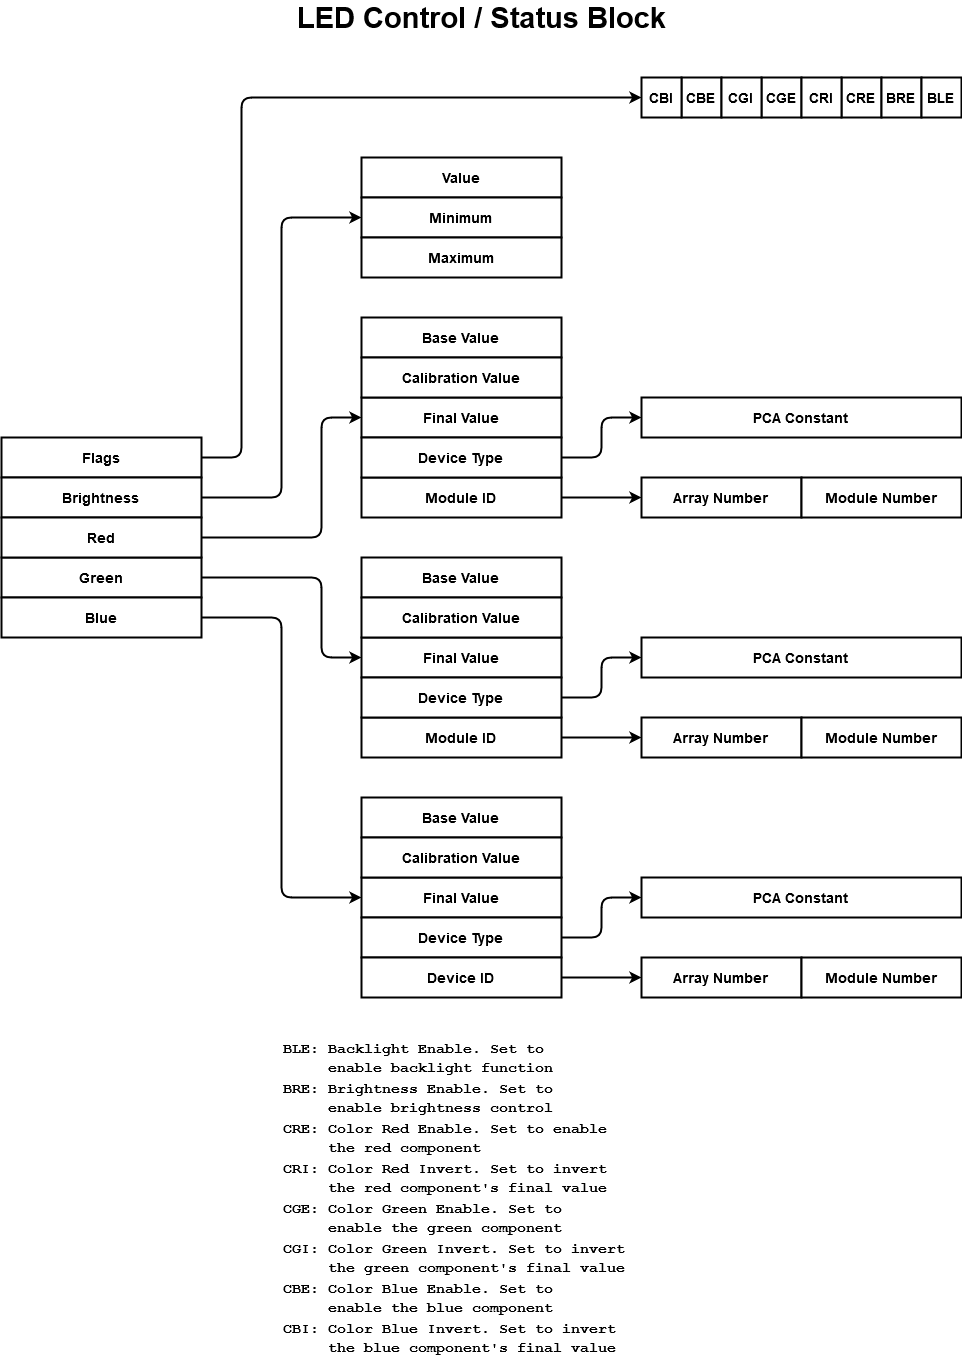 LED Control / Status Block
CBI CBE CGI CGE CRI CRE BRE BLE
Value
Minimum
Maximum
Base Value
Calibration Value
Final Value
Device Type
Module ID
PCA Constant
Array Number Module Number
Flags
Brightness
Red
Green
Blue
Base Value
Calibration Value
Final Value
Device Type
Module ID
PCA Constant
Array Number Module Number
Base Value
Calibration Value
Final Value
Device Type
Device ID
PCA Constant
Array Number Module Number
BLE: Backlight Enable. Set to
enable backlight function
BRE: Brightness Enable. Set to
enable brightness control
CRE: Color Red Enable. Set to enable
the red component
CRI: Color Red Invert. Set to invert
the red component's final value
CGE: Color Green Enable. Set to
enable the green component
CGI: Color Green Invert. Set to invert
the green component's final value
CBE: Color Blue Enable. Set to
enable the blue component
CBI: Color Blue Invert. Set to invert
the blue component's final value